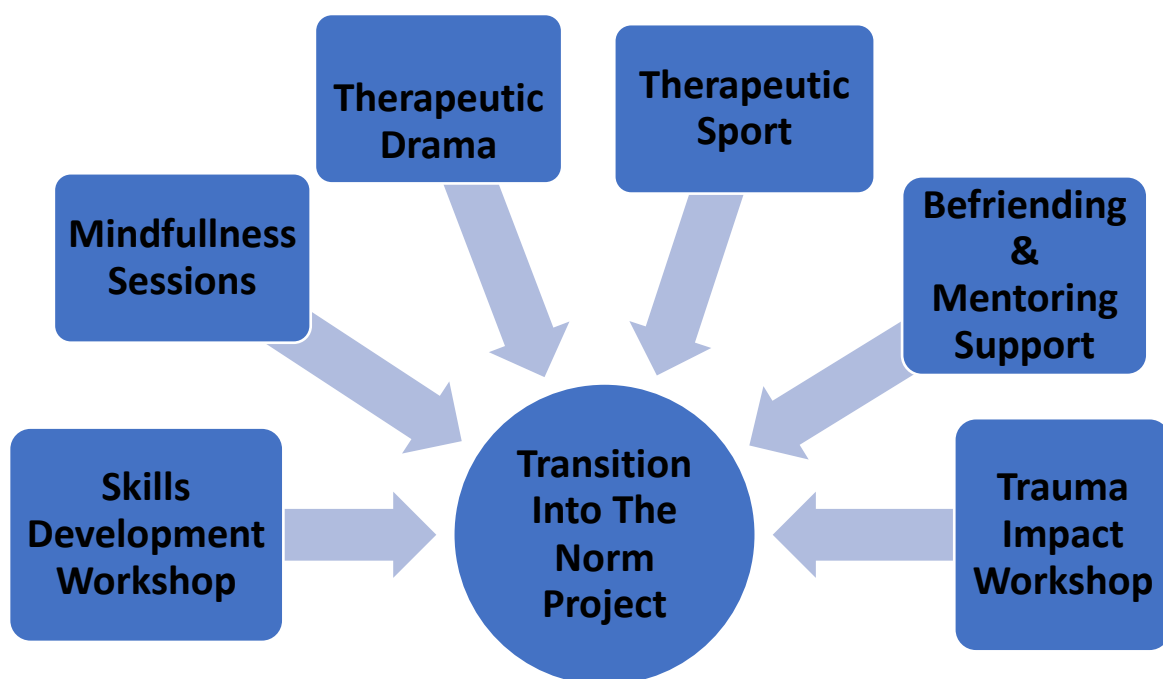 Therapeutic
Drama
Therapeutic
Sport
Mindfullness
Sessions
Befriending
&
Mentoring
Support
Skills
Development
Workshop
Transition
Into The
Norm
Project
Trauma
Impact
Workshop